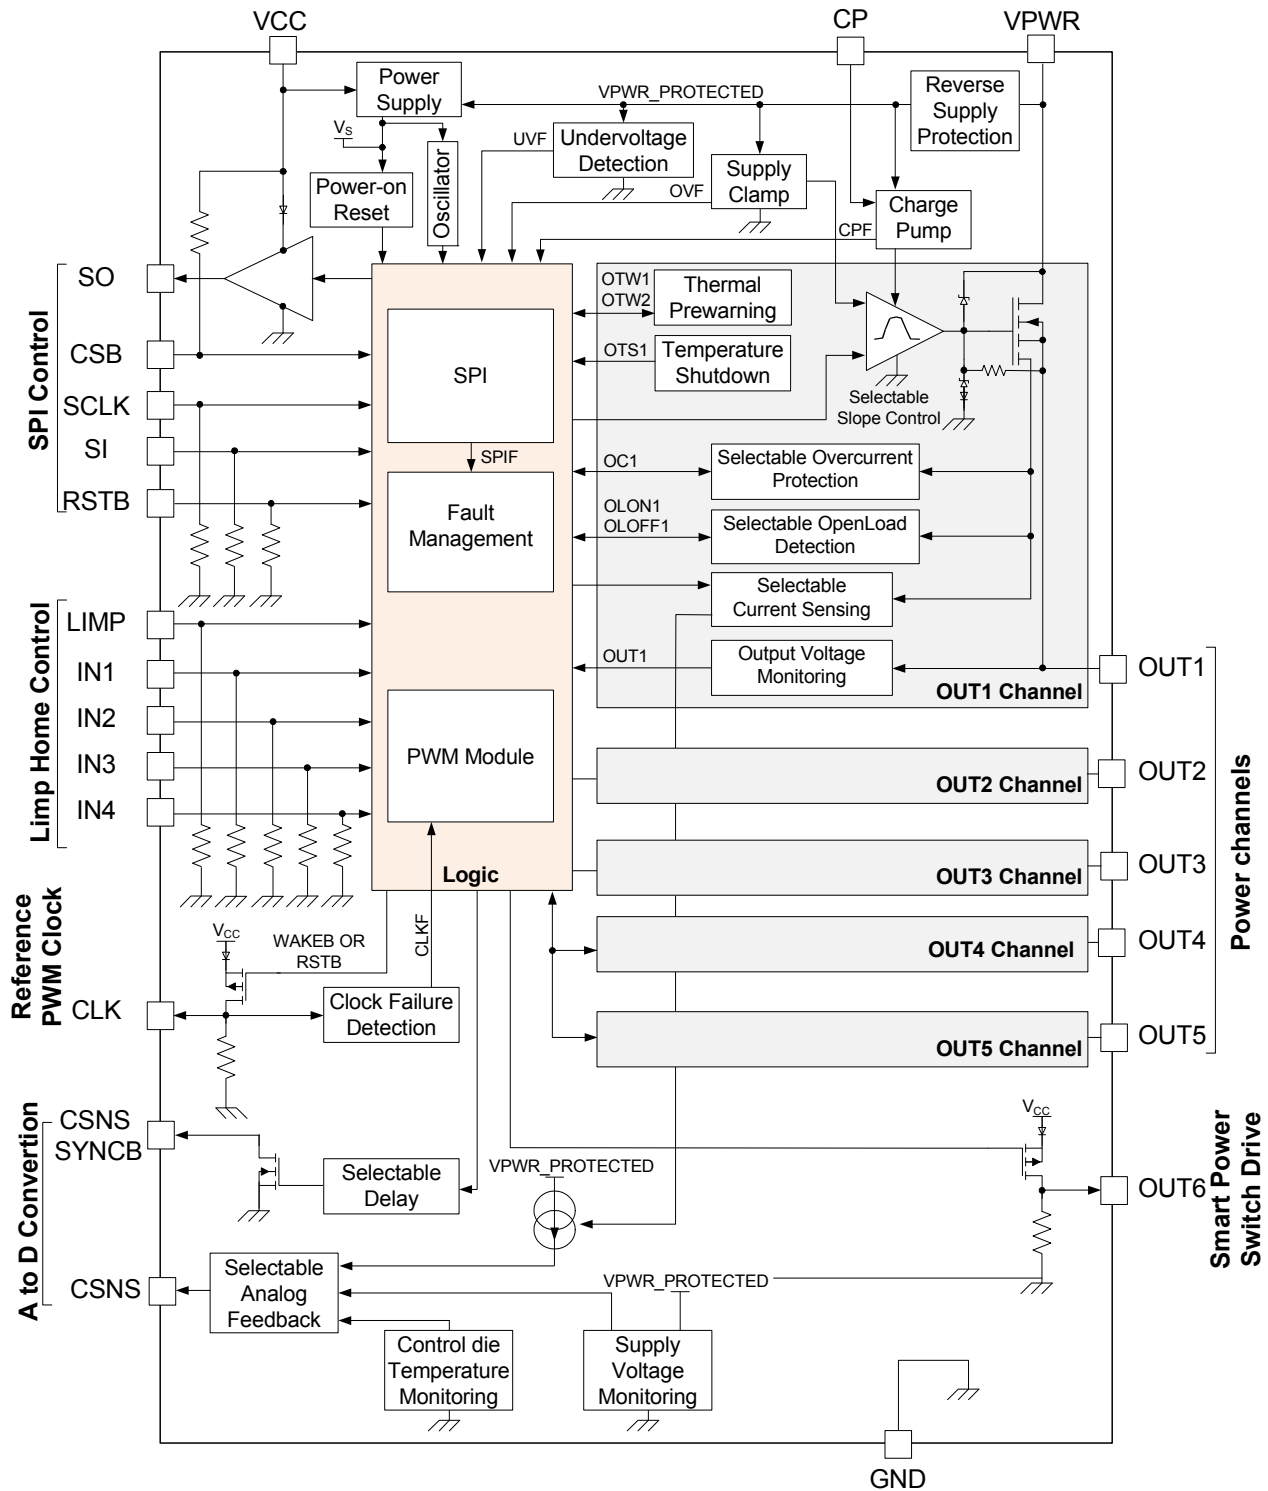 VCC
CP
VPWR
Power
Supply
VPWR_PROTECTED
Reverse
Supply
Protection
VS
UVF
Undervoltage
Detection
Oscillator
Power-on
Reset
OVF
Supply
Clamp
Charge
Pump
CPF
SPI Control
SO
CSB
SCLK
SI
RSTB
SPI
SPIF
Fault
Management
PWM Module
Logic
OTW1
OTW2
Thermal
Prewarning
OTS1
Temperature
Shutdown
Selectable
Slope Control
OC1
Selectable Overcurrent
Protection
OLON1
OLOFF1
Selectable OpenLoad
Detection
Selectable
Current Sensing
OUT1
Output Voltage
Monitoring
OUT1 Channel
OUT2 Channel
OUT3 Channel
OUT4 Channel
OUT5 Channel
OUT1
OUT2
OUT3
OUT4
OUT5
Power channels
Limp Home Control
LIMP
IN1
IN2
IN3
IN4
Reference
PWM Clock
CLK
VCC
WAKEB OR
RSTB
CLKF
Clock Failure
Detection
A to D Convertion
CSNS
SYNCB
Selectable
Delay
VPWR_PROTECTED
VCC
OUT6
Smart Power
Switch Drive
CSNS
Selectable
Analog
Feedback
VPWR_PROTECTED
Control die
Temperature
Monitoring
Supply
Voltage
Monitoring
GND